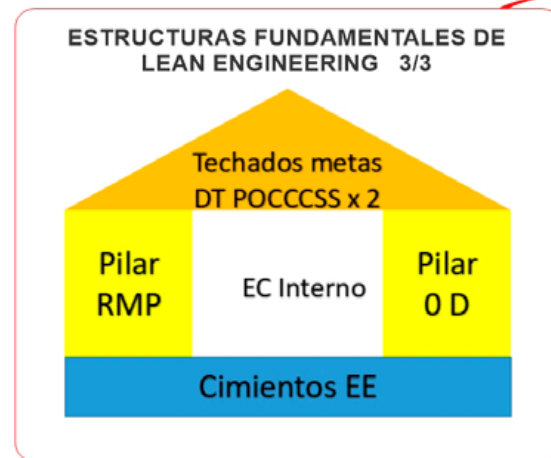 ESTRUCTURAS FUNDAMENTALES DE
LEAN ENGINEERING 3/3
Techados metas
DT POCCCSS x 2
Pilar
RMP
EC Interno
Pilar
0 D
Cimientos EE